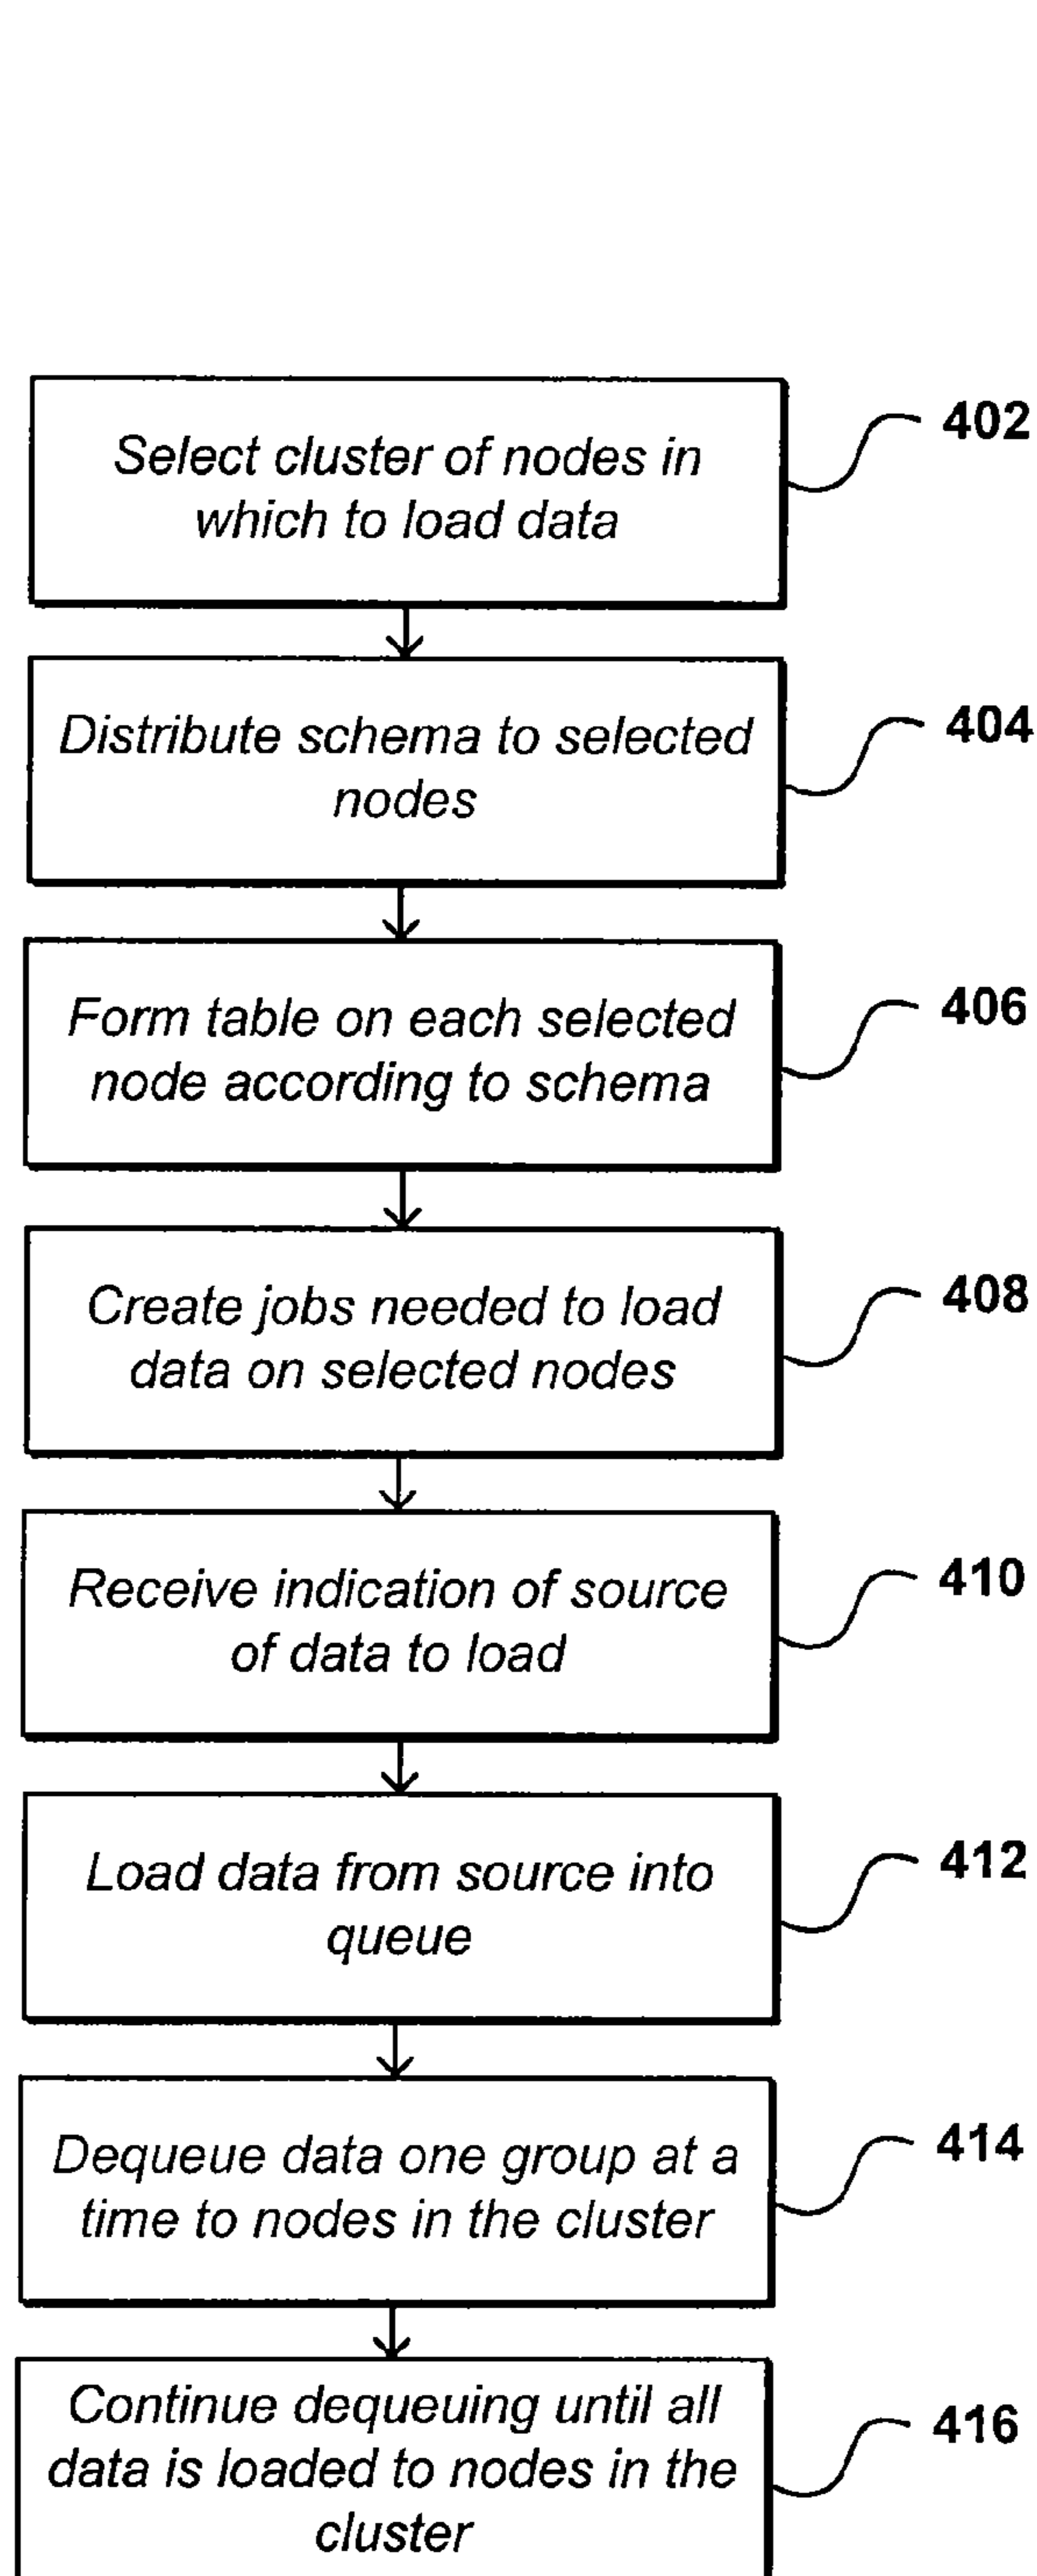 Select cluster of nodes in
which to load data
402
Distribute schema to selected
nodes
404
Form table on each selected
node according to schema
406
Create jobs needed to load
data on selected nodes
408
Receive indication of source
of data to load
410
Load data from source into
queue
412
Dequeue data one group at a
time to nodes in the cluster
414
Continue dequeuing until all
data is loaded to nodes in the
cluster
416